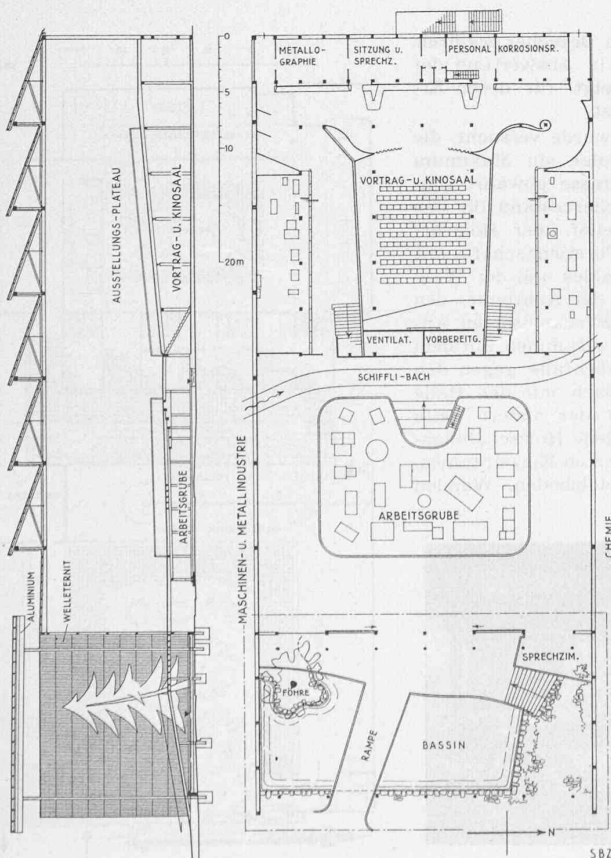 METALLO-
GRAPHIE
SITZUNG U.
SPRECHZ.
PERSONAL
KORROSIONSR.
0
5
10
20m
AUSSTELLUNGS-PLATEAU
VORTRAG-U. KINOSAAL
VORTRAG-U. KINOSAAL
VENTILAT.
VORBEREITG.
SCHIFFLI-BACH
ARBEITSGRUBE
ARBEITSGRUBE
MASCHINEN-U. METALLINDUSTRIE
CHEMIE
ALUMINIUM
WELLETERNIT
SPRECHZIM.
FÖHRE
RAMPE
BASSIN
N
SBZ